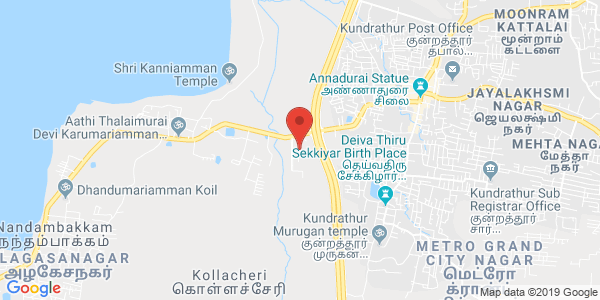 MOONRAM
KATTALAI
மூன்றாம்
கட்டளை
Kundrathur Post Office
குன்றத்தூர்
தபால்...
Shri Kanniamman
Temple
Annadurai Statue
அண்ணாதுரை
சிலை
JAYALAKHSMI
NAGAR
ஜெயலக்ஷ்மி
நகர்
Aathi Thalaimurai
Devi Karumariamman...
Deiva Thiru
Sekkiyar Birth Place
தெய்வதிரு
சேக்கிழார்...
MEHTA NAGA
மேத்தா
நகர்
Dhandumariamman Koil
Kundrathur Sub
Registrar Office
குன்றத்தூர் சார்...
Nandambakkam
நந்தம்பாக்கம்
LAGASANAGAR
அழகேசநகர்
Kundrathur
Murugan temple
குன்றத்தூர்
முருகன்...
Kollacheri
கொள்ளச்சேரி
METRO GRAND
CITY NAGAR
மெட்ரோ
Google
Map data ©2019 Google